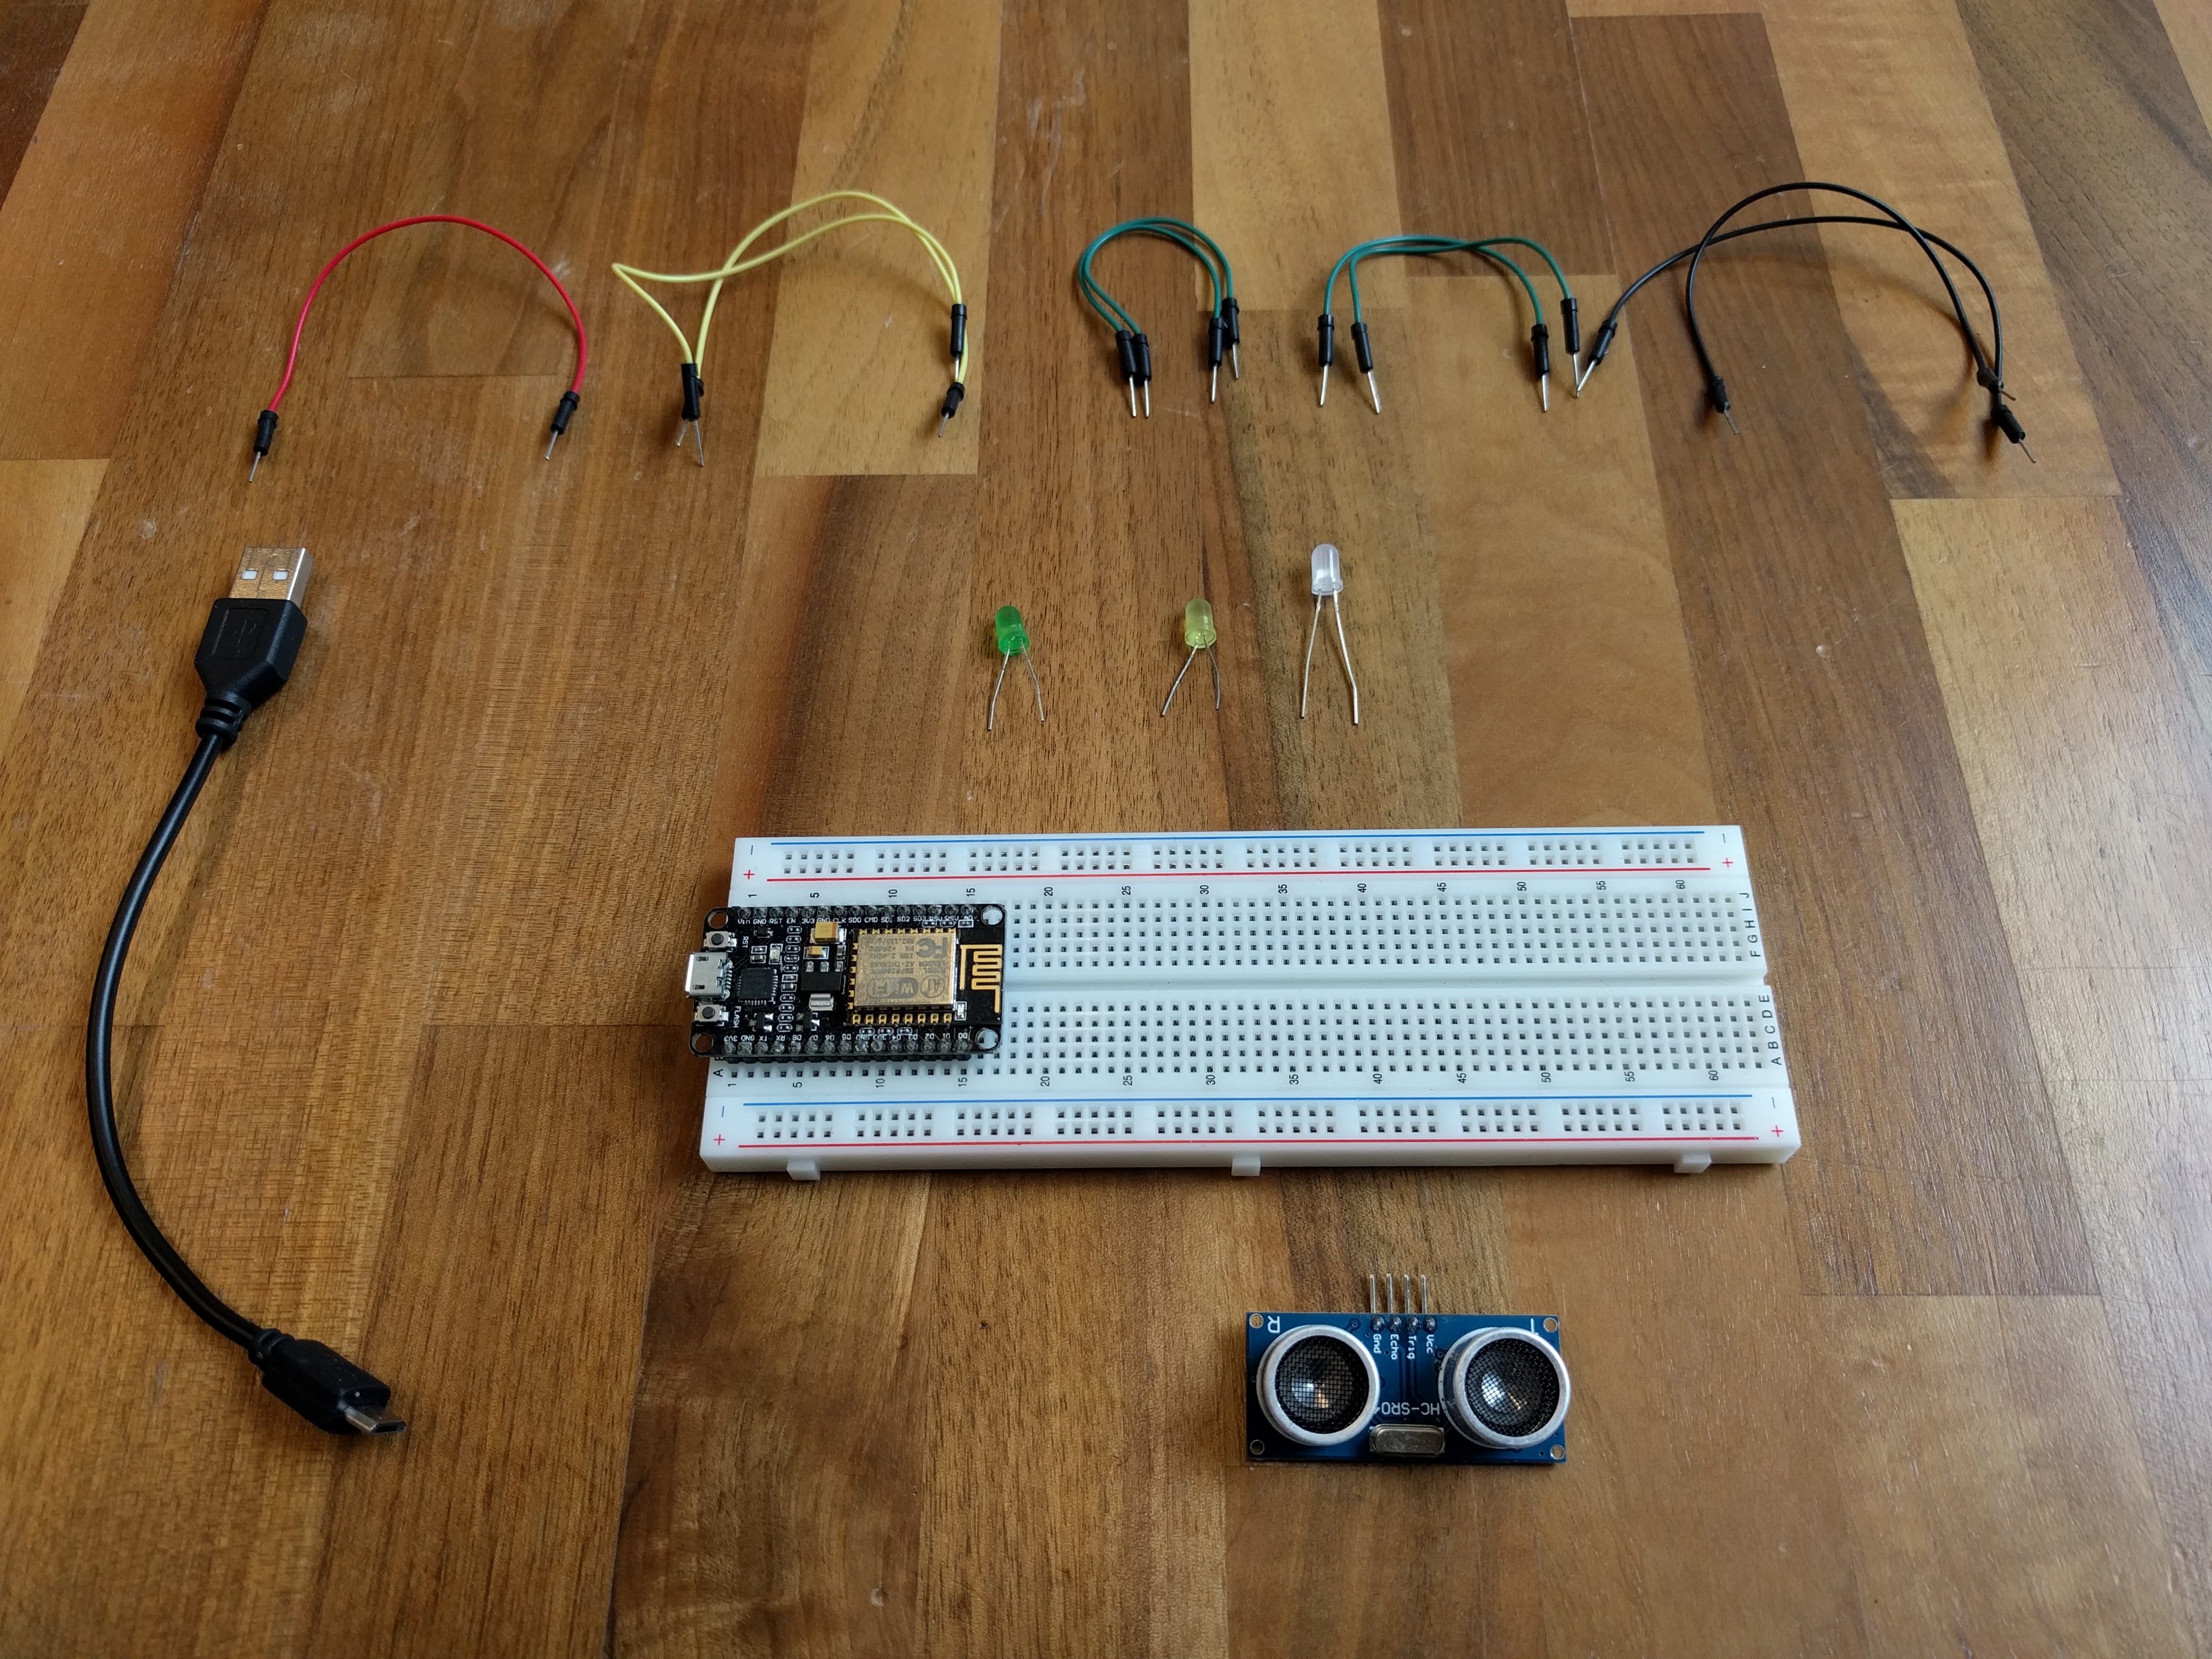 − −
+ +
1 5 10 15 20 25 30 35 40 45 50 55 60
J
I
H
G
F
Vin GND RST EN 3V3 GND CLK SD0 CMD SD1 SD2 SD3
RST
FLASH
3V3 GND TX RX D8 D7 D6 D5 GND 3V3 D4 D3 D2 D1 D0
E
D
C
B
A A
1 5 10 15 20 25 30 35 40 45 50 55 60
− −
+ +
R T
Gnd
Echo
Trig
Vcc
HC-SR04